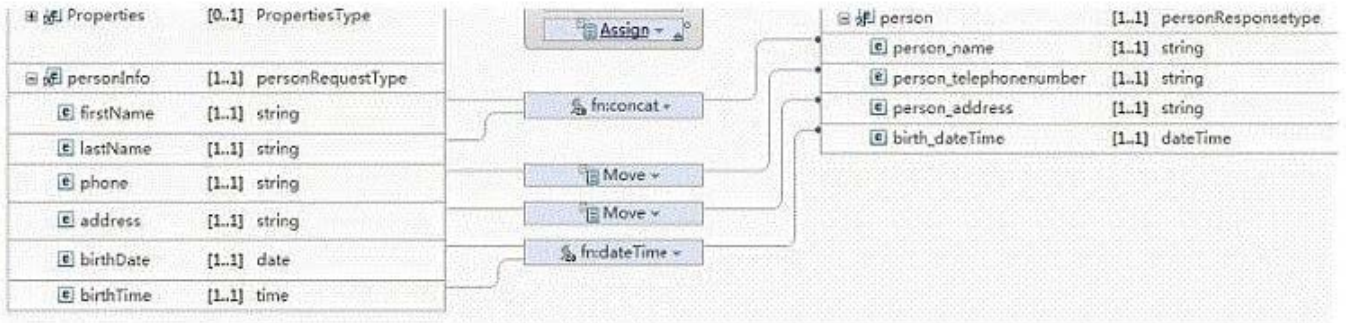 Properties [0..1] PropertiesType
personInfo [1..1] personRequestType
firstName [1..1] string
lastName [1..1] string
phone [1..1] string
address [1..1] string
birthDate [1..1] date
birthTime [1..1] time
Assign
fn:concat
Move
Move
fn:dateTime
person [1..1] personResponsetype
person_name [1..1] string
person_telephonenumber [1..1] string
person_address [1..1] string
birth_dateTime [1..1] dateTime